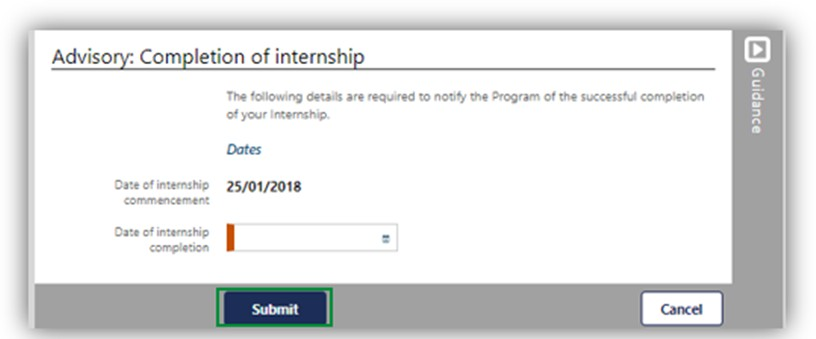 Advisory: Completion of internship
Guidance
The following details are required to notify the Program of the successful completion
of your Internship.
Dates
Date of internship
commencement
25/01/2018
Date of internship
completion
Submit
Cancel